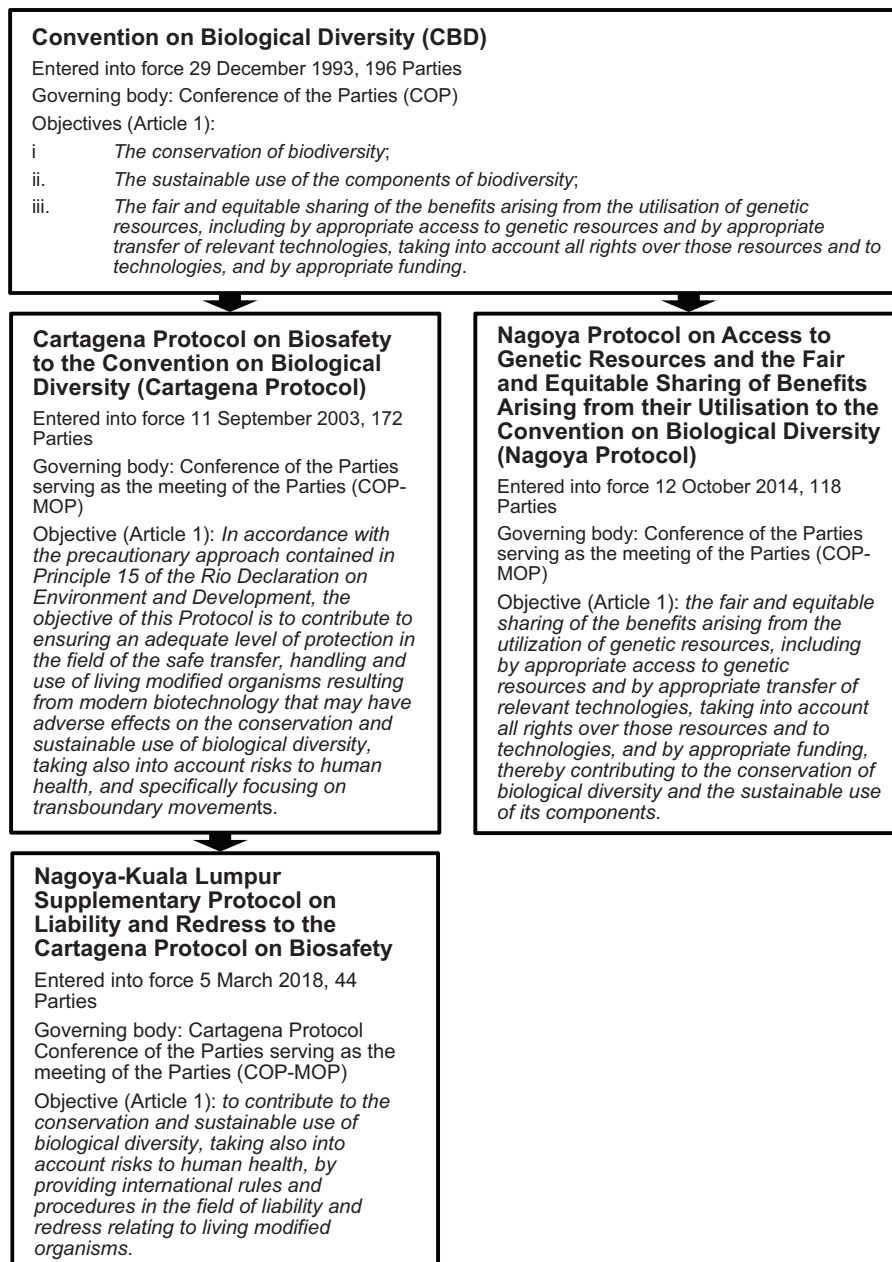 Convention on Biological Diversity (CBD)
Entered into force 29 December 1993, 196 Parties
Governing body: Conference of the Parties (COP)
Objectives (Article 1):
i The conservation of biodiversity;
ii. The sustainable use of the components of biodiversity;
iii. The fair and equitable sharing of the benefits arising from the utilisation of genetic
resources, including by appropriate access to genetic resources and by appropriate
transfer of relevant technologies, taking into account all rights over those resources and to
technologies, and by appropriate funding.
Cartagena Protocol on Biosafety
to the Convention on Biological
Diversity (Cartagena Protocol)
Entered into force 11 September 2003, 172
Parties
Governing body: Conference of the Parties
serving as the meeting of the Parties (COP-
MOP)
Objective (Article 1): In accordance with
the precautionary approach contained in
Principle 15 of the Rio Declaration on
Environment and Development, the
objective of this Protocol is to contribute to
ensuring an adequate level of protection in
the field of the safe transfer, handling and
use of living modified organisms resulting
from modern biotechnology that may have
adverse effects on the conservation and
sustainable use of biological diversity,
taking also into account risks to human
health, and specifically focusing on
transboundary movements.
Nagoya Protocol on Access to
Genetic Resources and the Fair
and Equitable Sharing of Benefits
Arising from their Utilisation to the
Convention on Biological Diversity
(Nagoya Protocol)
Entered into force 12 October 2014, 118
Parties
Governing body: Conference of the Parties
serving as the meeting of the Parties (COP-
MOP)
Objective (Article 1): the fair and equitable
sharing of the benefits arising from the
utilization of genetic resources, including
by appropriate access to genetic
resources and by appropriate transfer of
relevant technologies, taking into account
all rights over those resources and to
technologies, and by appropriate funding,
thereby contributing to the conservation of
biological diversity and the sustainable use
of its components.
Nagoya-Kuala Lumpur
Supplementary Protocol on
Liability and Redress to the
Cartagena Protocol on Biosafety
Entered into force 5 March 2018, 44
Parties
Governing body: Cartagena Protocol
Conference of the Parties serving as the
meeting of the Parties (COP-MOP)
Objective (Article 1): to contribute to the
conservation and sustainable use of
biological diversity, taking also into
account risks to human health, by
providing international rules and
procedures in the field of liability and
redress relating to living modified
organisms.